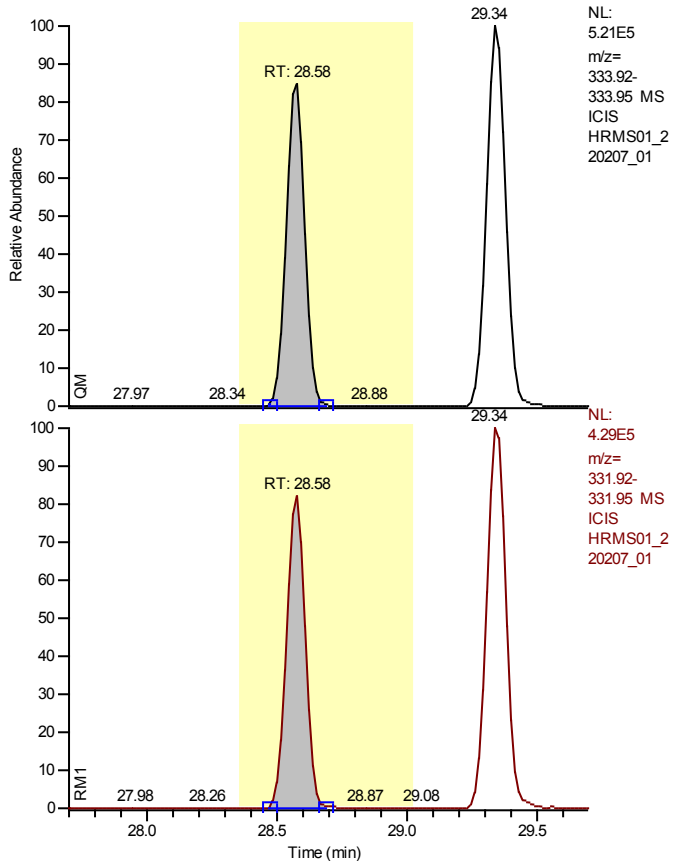 29.34
NL:
5.21E5
m/z=
333.92-
333.95 MS
ICIS
HRMS01_2
20207_01
100
RT: 28.58
90
80
70
60
50
40
30
20
10
0
Relative Abundance
QM
27.97 28.34 28.88
29.34
NL:
4.29E5
m/z=
331.92-
331.95 MS
ICIS
HRMS01_2
20207_01
100
RT: 28.58
90
80
70
60
50
40
30
20
10
0
RM1
27.98 28.26 28.87 29.08
28.0 28.5 29.0 29.5
Time (min)